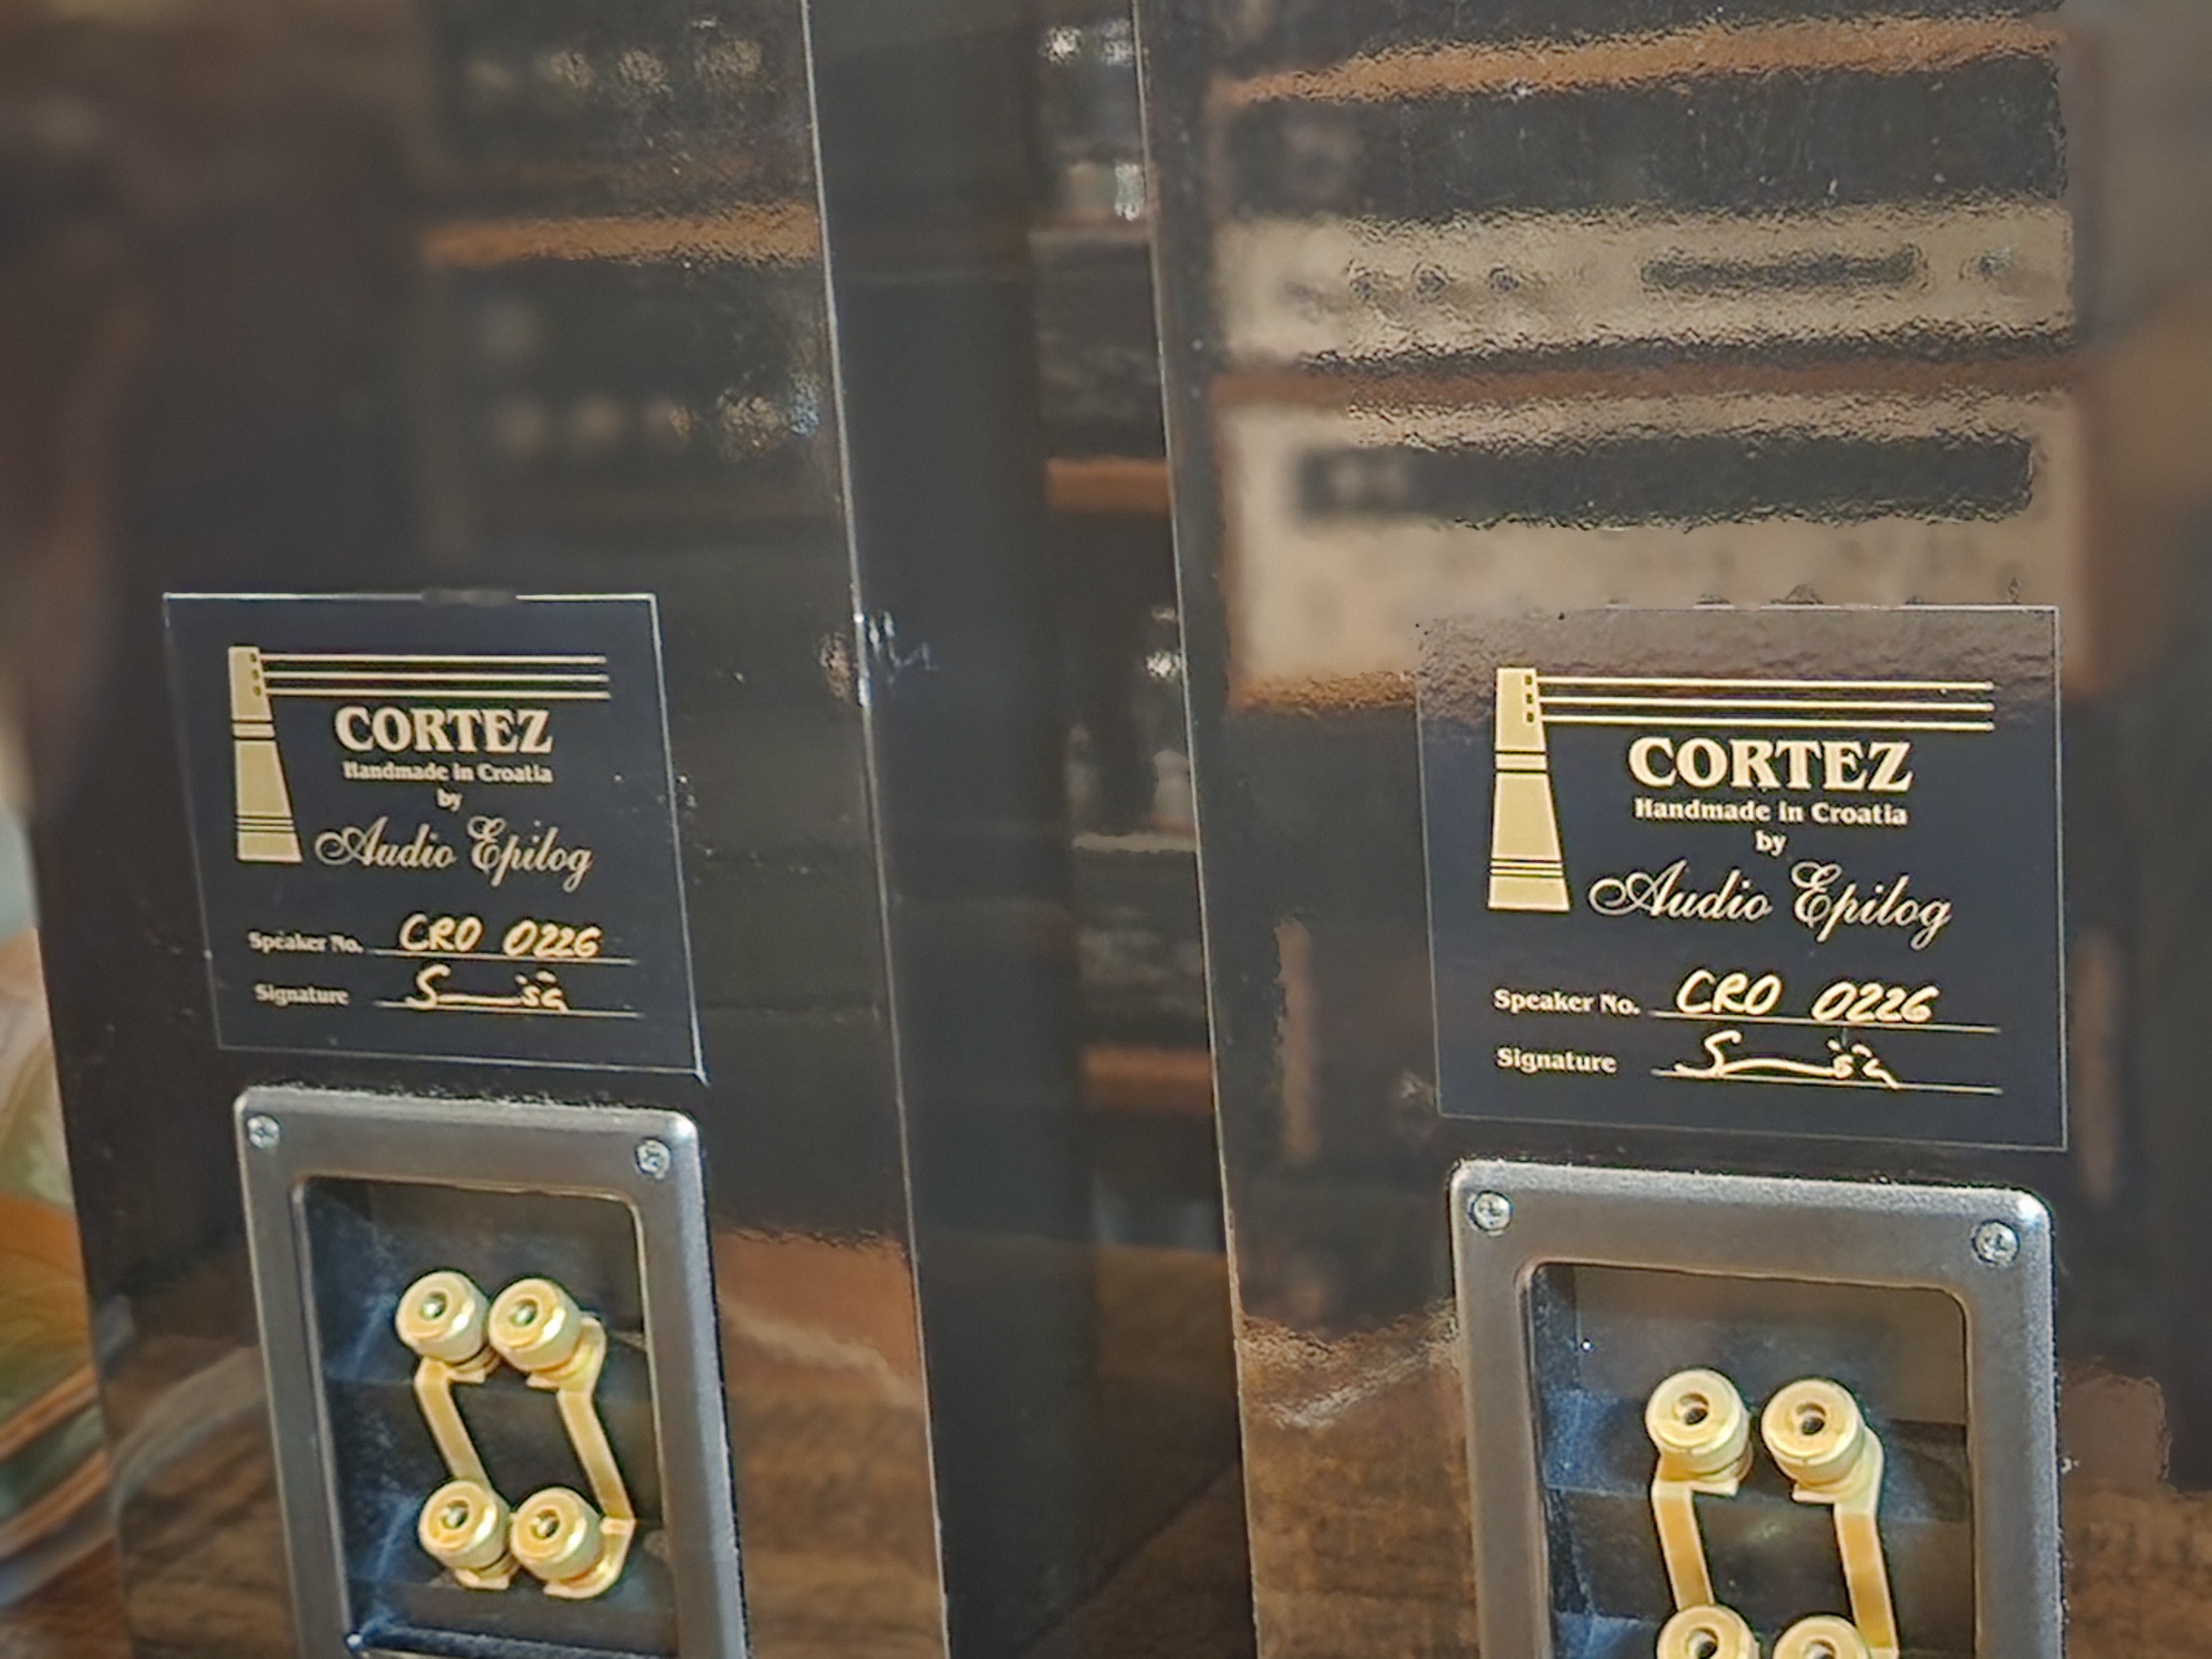 CORTEZ
Handmade in Croatia
by
Audio Epilog
Speaker No. CRO 0226
Signature
CORTEZ
Handmade in Croatia
by
Audio Epilog
Speaker No. CRO 0226
Signature